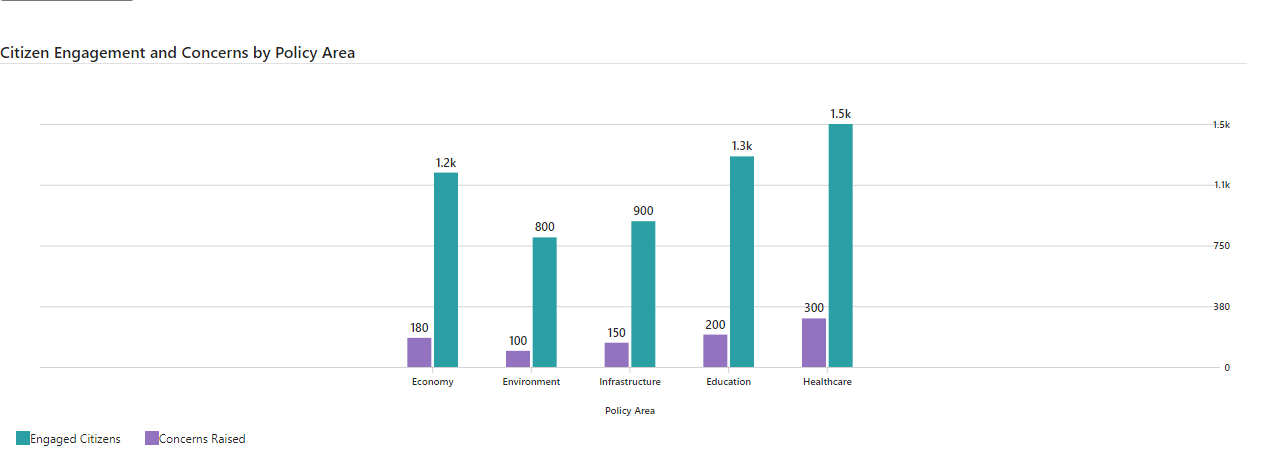 Citizen Engagement and Concerns by Policy Area
1.5k
1.5k
1.3k
1.2k
1.1k
900
800
750
380
300
200
180
150
100
0
Economy Environment Infrastructure Education Healthcare
Policy Area
Engaged Citizens Concerns Raised